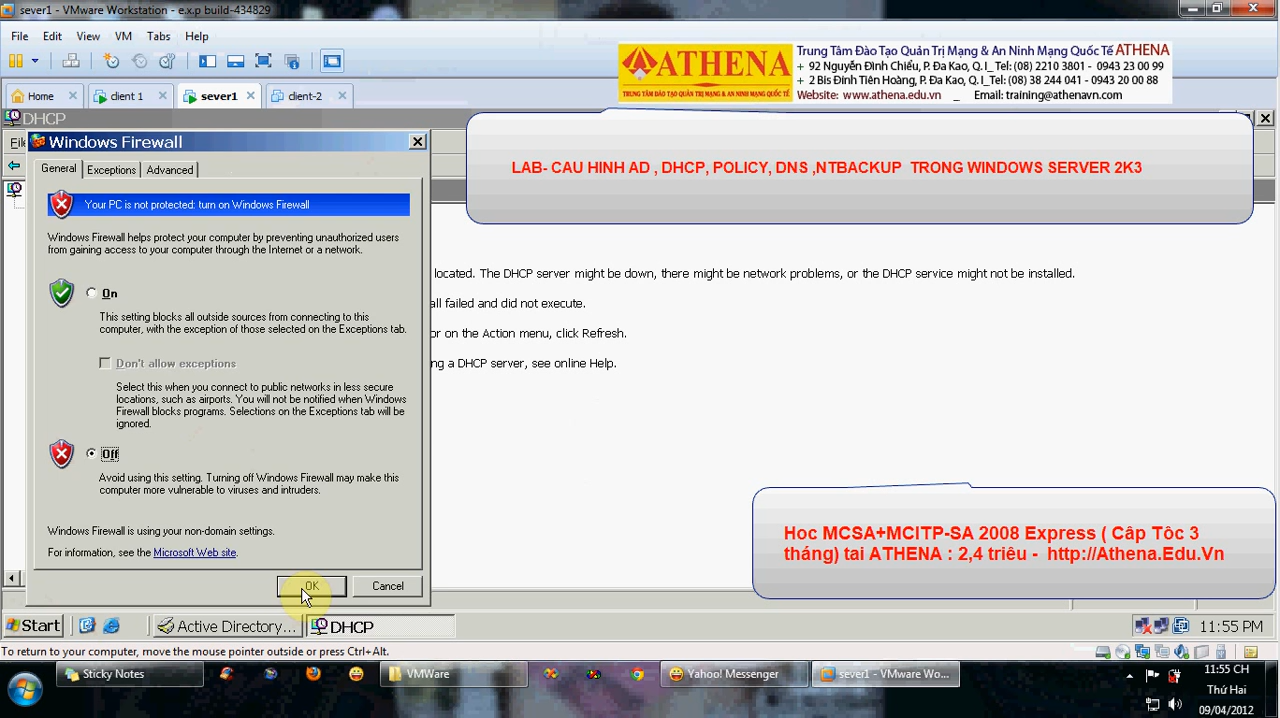 sever1 - VMware Workstation - e.x.p build-434829
File Edit View VM Tabs Help
ATHENA
TRUNG TÂM ĐÀO TẠO QUẢN TRỊ MẠNG & AN NINH MẠNG QUỐC TẾ
Trung Tâm Đào Tạo Quản Trị Mạng & An Ninh Mạng Quốc Tế ATHENA
+ 92 Nguyễn Đình Chiểu, P. Đa Kao, Q. I_ Tel: (08) 2210 3801 - 0943 23 00 99
+ 2 Bis Đinh Tiên Hoàng, P. Đa Kao, Q. I_ Tel: (08) 38 244 041 - 0943 20 00 88
Website: www.athena.edu.vn _ Email: training@athenavn.com
Home client 1 sever1 client-2
DHCP
LAB- CAU HINH AD , DHCP, POLICY, DNS ,NTBACKUP TRONG WINDOWS SERVER 2K3
Windows Firewall
General Exceptions Advanced
Your PC is not protected: turn on Windows Firewall
Windows Firewall helps protect your computer by preventing unauthorized users
from gaining access to your computer through the Internet or a network.
On
This setting blocks all outside sources from connecting to this
computer, with the exception of those selected on the Exceptions tab.
Don't allow exceptions
Select this when you connect to public networks in less secure
locations, such as airports. You will not be notified when Windows
Firewall blocks programs. Selections on the Exceptions tab will be
ignored.
Off
Avoid using this setting. Turning off Windows Firewall may make this
computer more vulnerable to viruses and intruders.
Windows Firewall is using your non-domain settings.
For information, see the Microsoft Web site.
OK Cancel
located. The DHCP server might be down, there might be network problems, or the DHCP service might not be installed.
all failed and did not execute.
or on the Action menu, click Refresh.
ng a DHCP server, see online Help.
Hoc MCSA+MCITP-SA 2008 Express ( Câp Tôc 3
tháng) tai ATHENA : 2,4 triêu - http://Athena.Edu.Vn
Start Active Directory... DHCP 11:55 PM
To return to your computer, move the mouse pointer outside or press Ctrl+Alt.
Sticky Notes VMWare Yahoo! Messenger sever1 - VMware Wo...
11:55 CH
Thứ Hai
09/04/2012